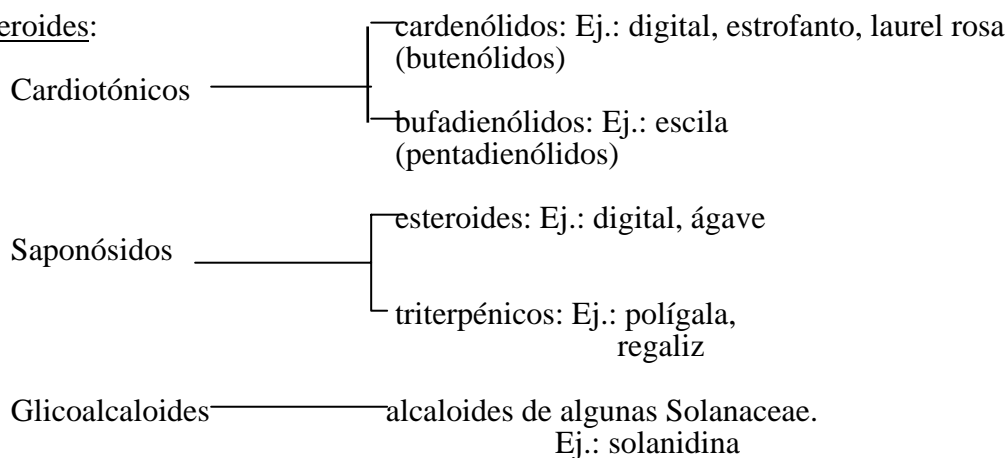 eroides:
cardenólidos: Ej.: digital, estrofanto, laurel rosa
(butenólidos)
Cardiotónicos
bufadienólidos: Ej.: escila
(pentadienólidos)
esteroides: Ej.: digital, ágave
Saponósidos
triterpénicos: Ej.: polígala,
regaliz
Glicoalcaloides
alcaloides de algunas Solanaceae.
Ej.: solanidina